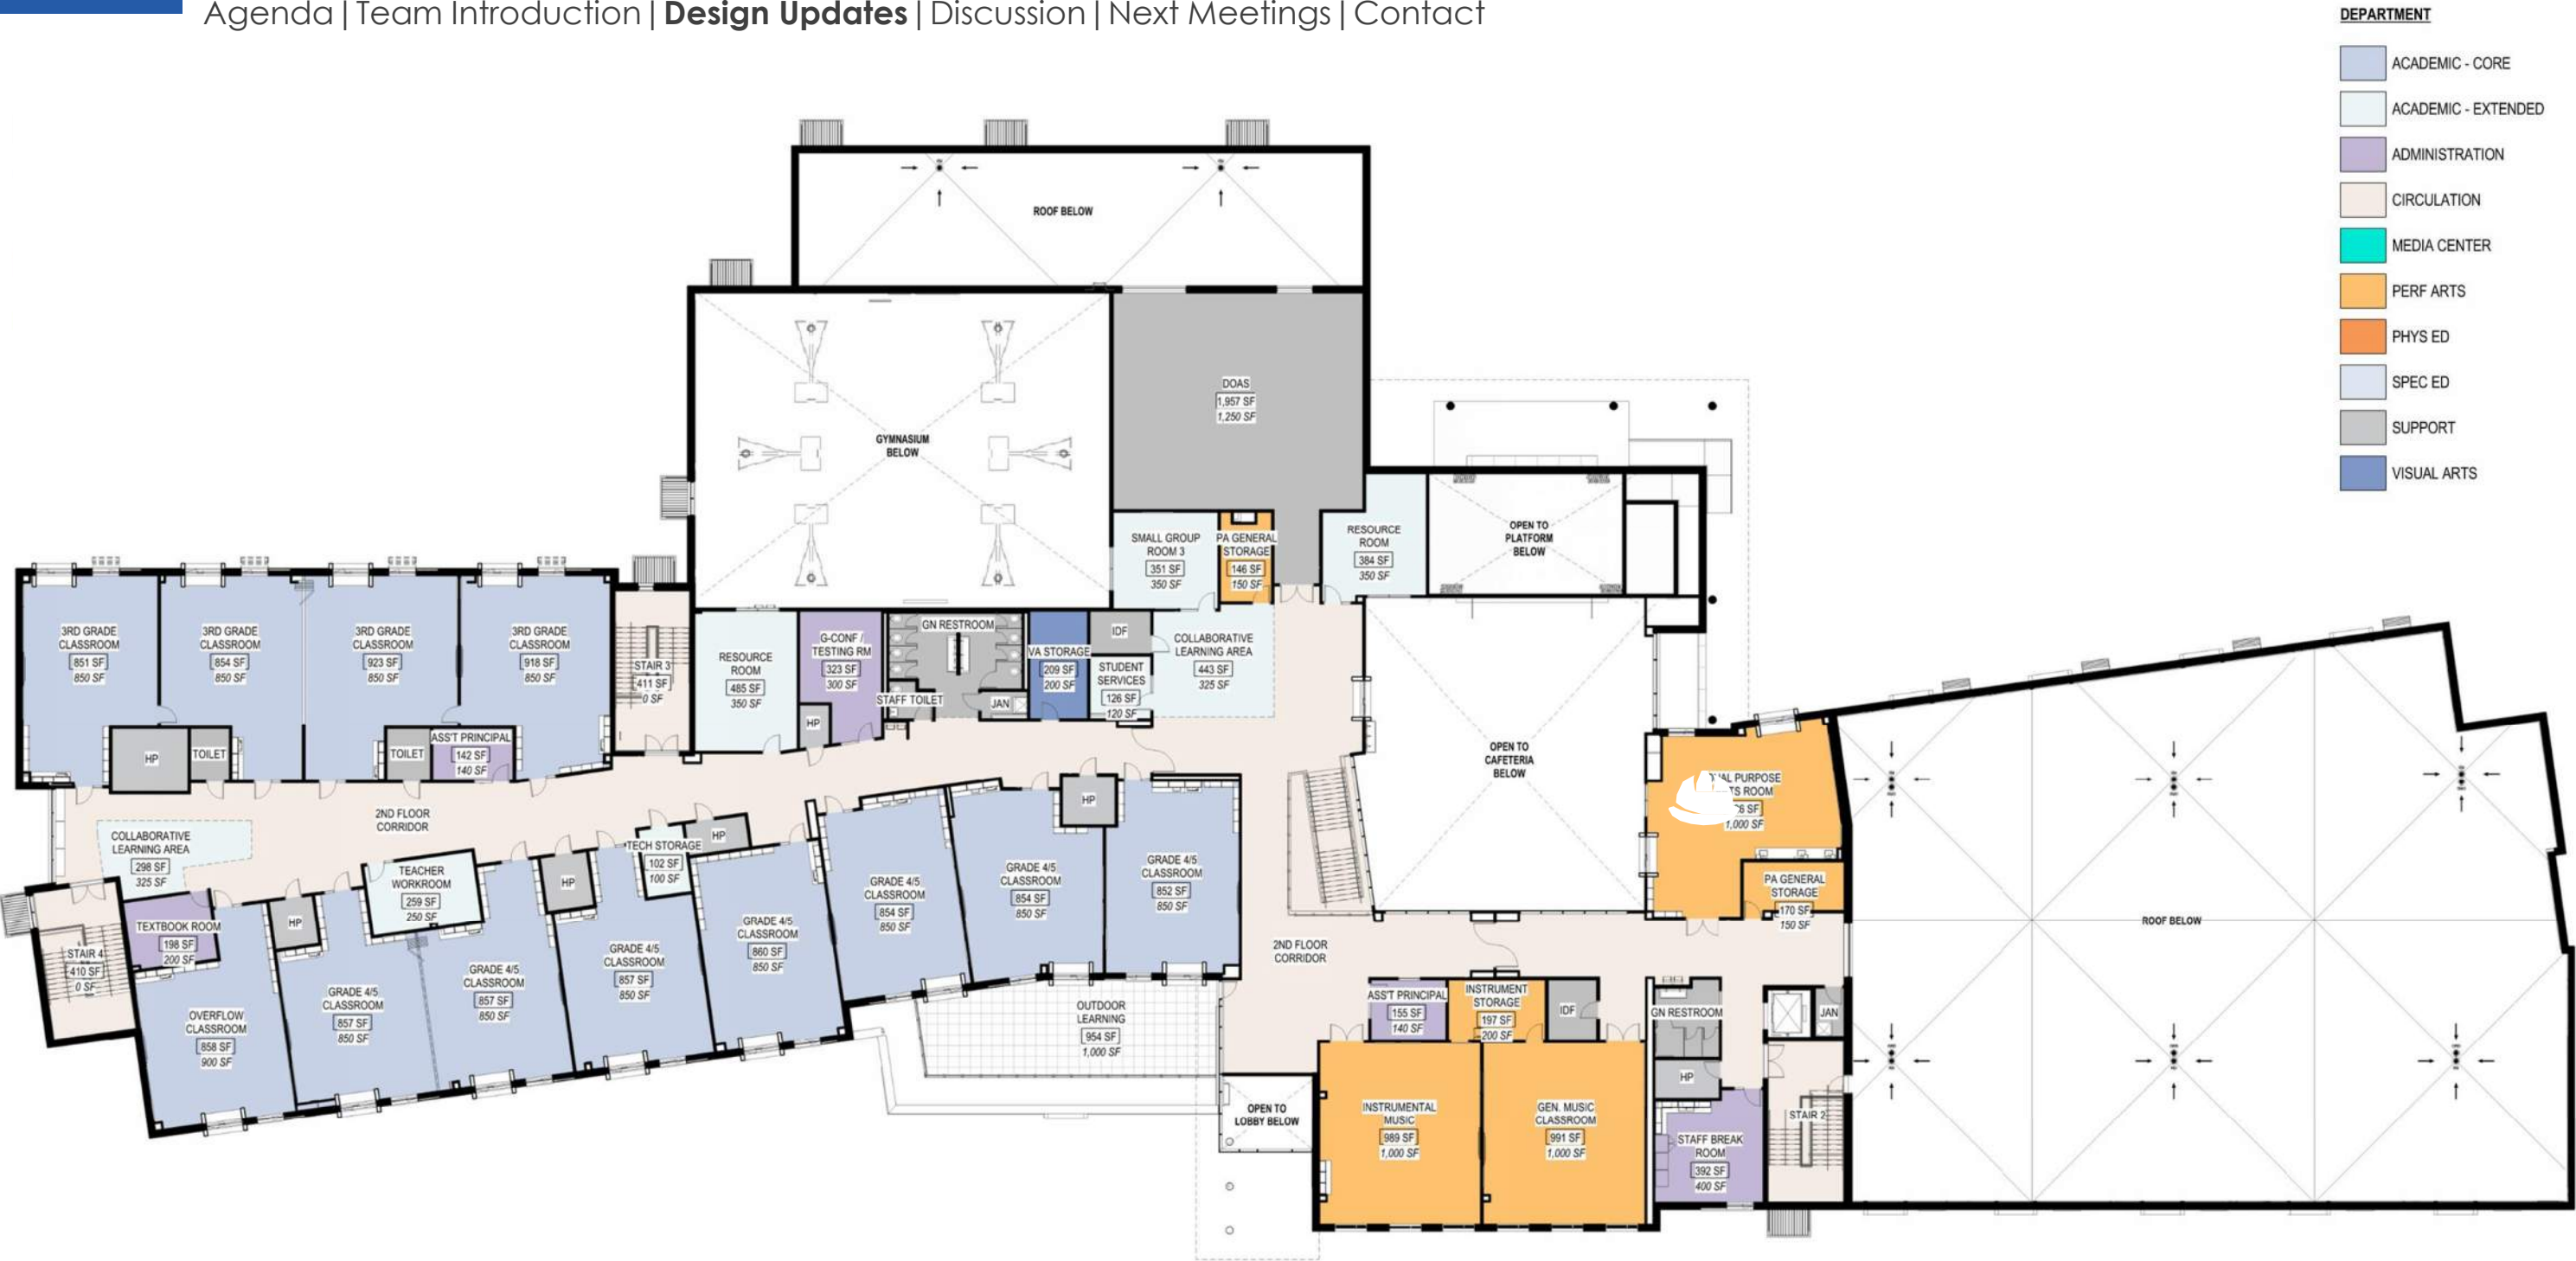 Agenda|Team Introduction|Design Updates|Discussion|Next Meetings|Contact
DEPARTMENT
ACADEMIC - CORE
ACADEMIC - EXTENDED
ADMINISTRATION
CIRCULATION
MEDIA CENTER
PERF ARTS
PHYS ED
SPEC ED
SUPPORT
VISUAL ARTS
ROOF BELOW
GYMNASIUM
BELOW
DOAS
1,957 SF
1,250 SF
SMALL GROUP
ROOM 3
351 SF
350 SF
PA GENERAL
STORAGE
146 SF
150 SF
RESOURCE
ROOM
384 SF
350 SF
OPEN TO
PLATFORM
BELOW
3RD GRADE
CLASSROOM
851 SF
850 SF
3RD GRADE
CLASSROOM
854 SF
850 SF
3RD GRADE
CLASSROOM
923 SF
850 SF
3RD GRADE
CLASSROOM
918 SF
850 SF
STAIR 3
411 SF
0 SF
RESOURCE
ROOM
485 SF
350 SF
G-CONF /
TESTING RM
323 SF
300 SF
HP
GN RESTROOM
STAFF TOILET
JAN
VA STORAGE
209 SF
200 SF
IDF
STUDENT
SERVICES
126 SF
120 SF
COLLABORATIVE
LEARNING AREA
443 SF
325 SF
HP
TOILET
TOILET
ASS'T PRINCIPAL
142 SF
140 SF
OPEN TO
CAFETERIA
BELOW
PURPOSE
ROOM
SF
1,000 SF
PA GENERAL
STORAGE
170 SF
150 SF
ROOF BELOW
2ND FLOOR
CORRIDOR
COLLABORATIVE
LEARNING AREA
298 SF
325 SF
TEACHER
WORKROOM
259 SF
250 SF
HP
TECH STORAGE
102 SF
100 SF
HP
HP
TEXTBOOK ROOM
198 SF
200 SF
HP
STAIR 4
410 SF
0 SF
OVERFLOW
CLASSROOM
858 SF
900 SF
GRADE 4/5
CLASSROOM
857 SF
850 SF
GRADE 4/5
CLASSROOM
857 SF
850 SF
GRADE 4/5
CLASSROOM
857 SF
850 SF
GRADE 4/5
CLASSROOM
860 SF
850 SF
GRADE 4/5
CLASSROOM
854 SF
850 SF
GRADE 4/5
CLASSROOM
854 SF
850 SF
GRADE 4/5
CLASSROOM
852 SF
850 SF
2ND FLOOR
CORRIDOR
OUTDOOR
LEARNING
954 SF
1,000 SF
ASS'T PRINCIPAL
155 SF
140 SF
INSTRUMENT
STORAGE
197 SF
200 SF
IDF
GN RESTROOM
JAN
HP
OPEN TO
LOBBY BELOW
INSTRUMENTAL
MUSIC
989 SF
1,000 SF
GEN. MUSIC
CLASSROOM
991 SF
1,000 SF
STAFF BREAK
ROOM
392 SF
400 SF
STAIR 2